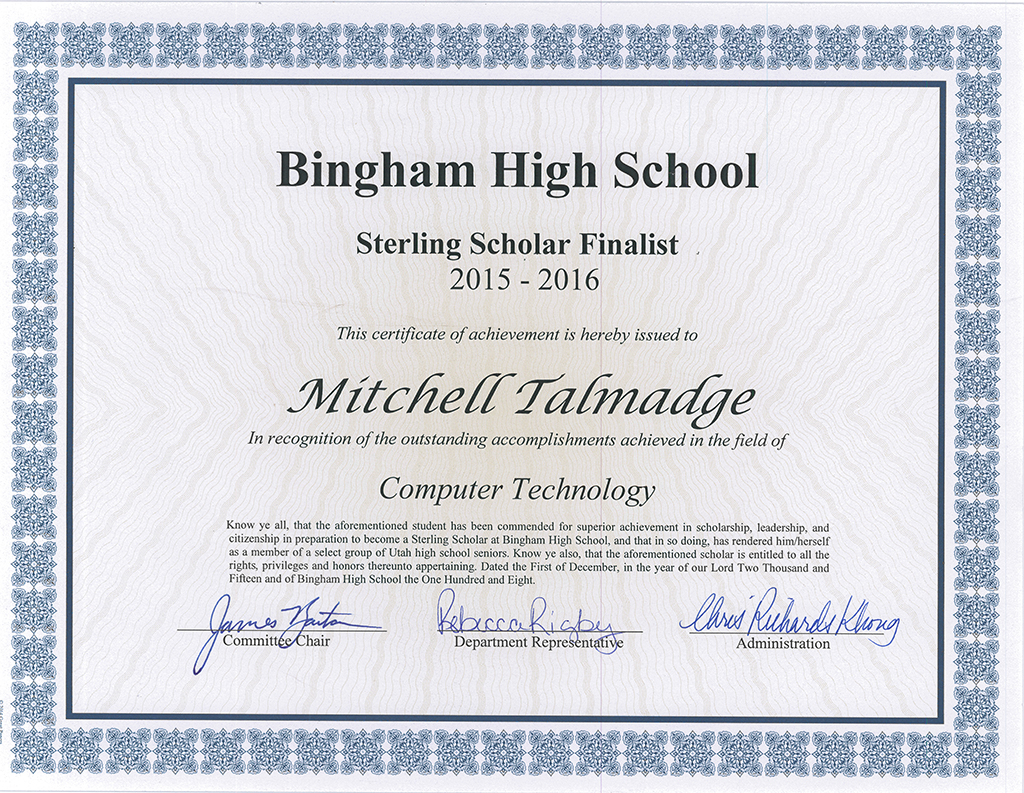 Bingham High School
Sterling Scholar Finalist
2015 - 2016
This certificate of achievement is hereby issued to
Mitchell Talmadge
In recognition of the outstanding accomplishments achieved in the field of
Computer Technology
Know ye all, that the aforementioned student has been commended for superior achievement in scholarship, leadership, and
citizenship in preparation to become a Sterling Scholar at Bingham High School, and that in so doing, has rendered him/herself
as a member of a select group of Utah high school seniors. Know ye also, that the aforementioned scholar is entitled to all the
rights, privileges and honors thereunto appertaining. Dated the First of December, in the year of our Lord Two Thousand and
Fifteen and of Bingham High School the One Hundred and Eight.
James Rebecca Rigby Chris Richards Khong
Committee Chair Department Representative Administration